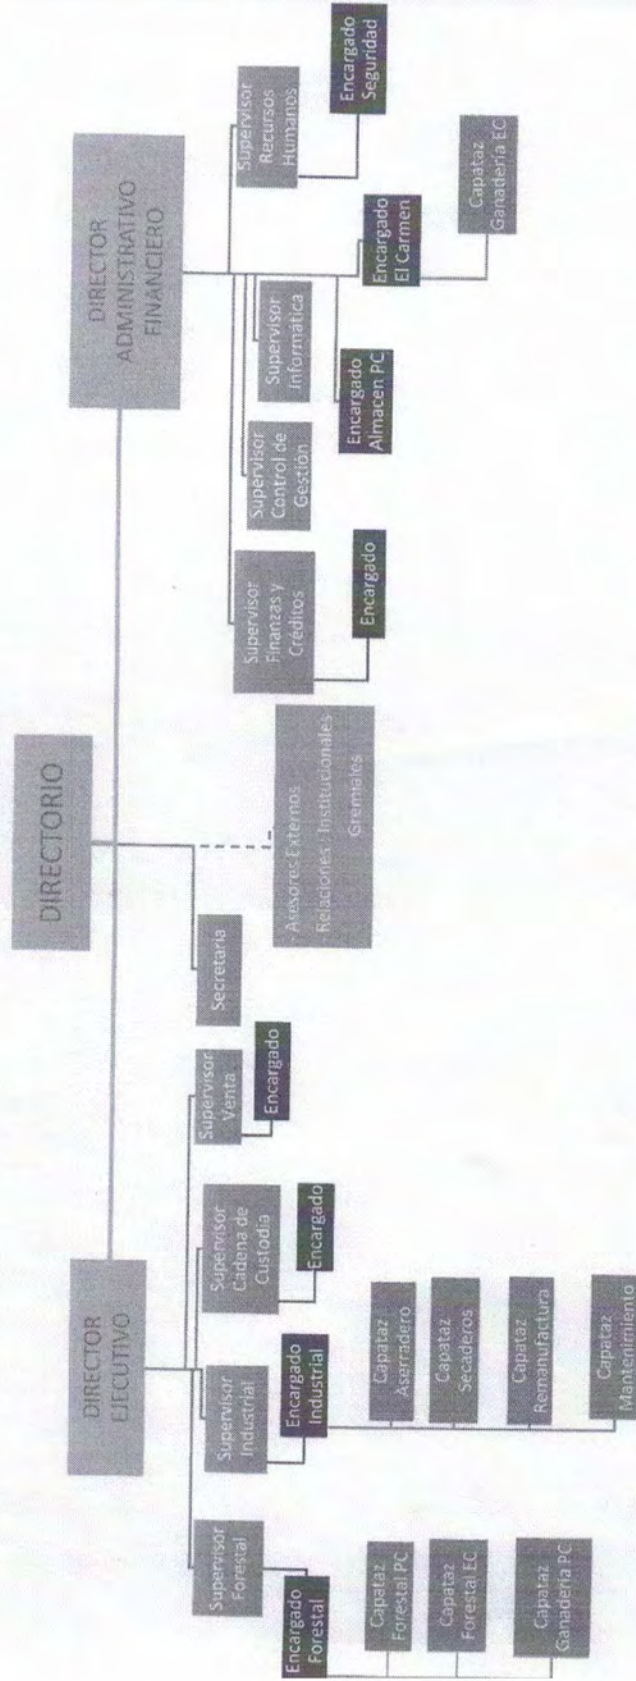 DIRECTORIO
DIRECTOR
EJECUTIVO
DIRECTOR
ADMINISTRATIVO
FINANCIERO
Secretaria
- Asesores Externos
- Relaciones : Institucionales
Gremiales
Supervisor
Forestal
Encargado
Forestal
Capataz
Forestal PC
Capataz
Forestal EC
Capataz
Ganadería PC
Supervisor
Industrial
Encargado
Industrial
Capataz
Aserradero
Capataz
Secaderos
Capataz
Remanufactura
Capataz
Mantenimiento
Supervisor
Cadena de
Custodia
Encargado
Supervisor
Venta
Encargado
Supervisor
Finanzas y
Créditos
Encargado
Supervisor
Control de
Gestión
Supervisor
Informática
Encargado
Almacen PC
Encargado
El Carmen
Capataz
Ganadería EC
Supervisor
Recursos
Humanos
Encargado
Seguridad